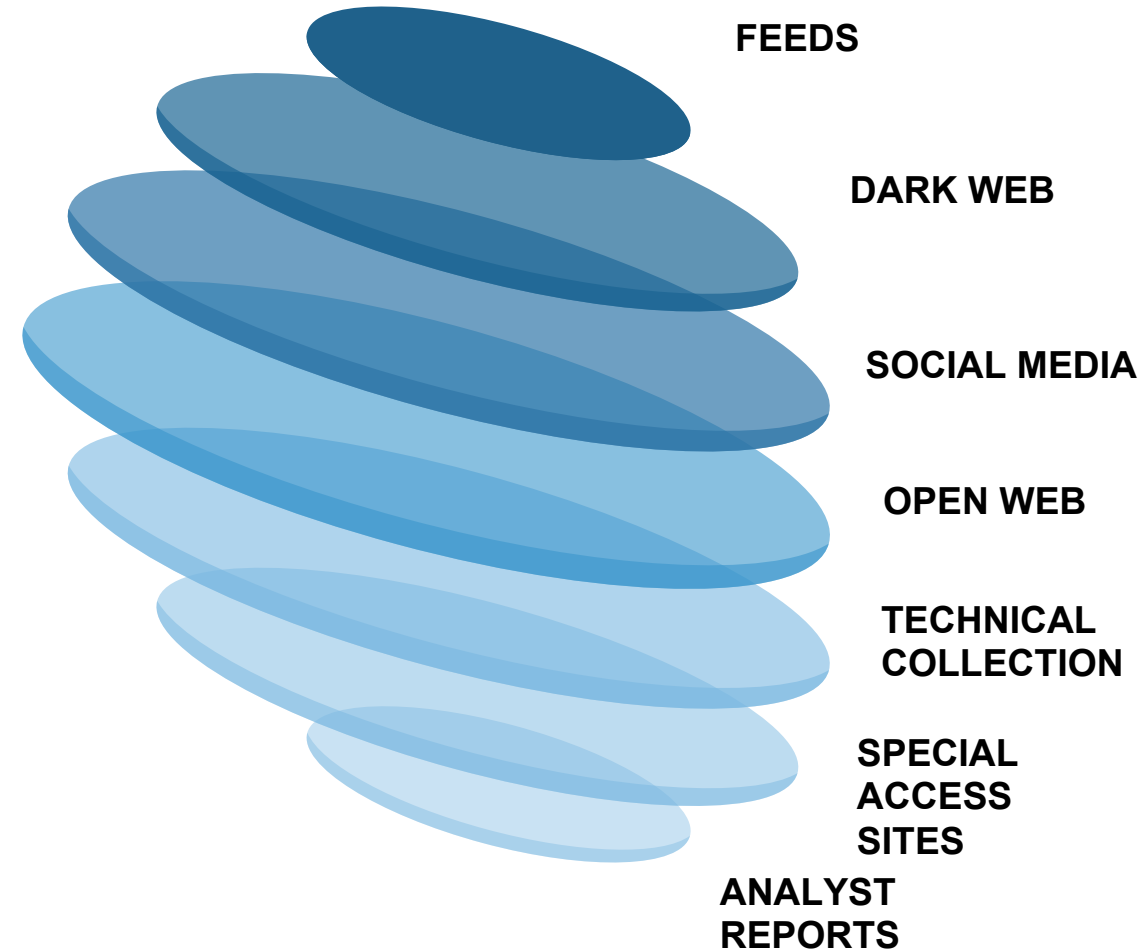 FEEDS
DARK WEB
SOCIAL MEDIA
OPEN WEB
TECHNICAL
COLLECTION
SPECIAL
ACCESS
SITES
ANALYST
REPORTS